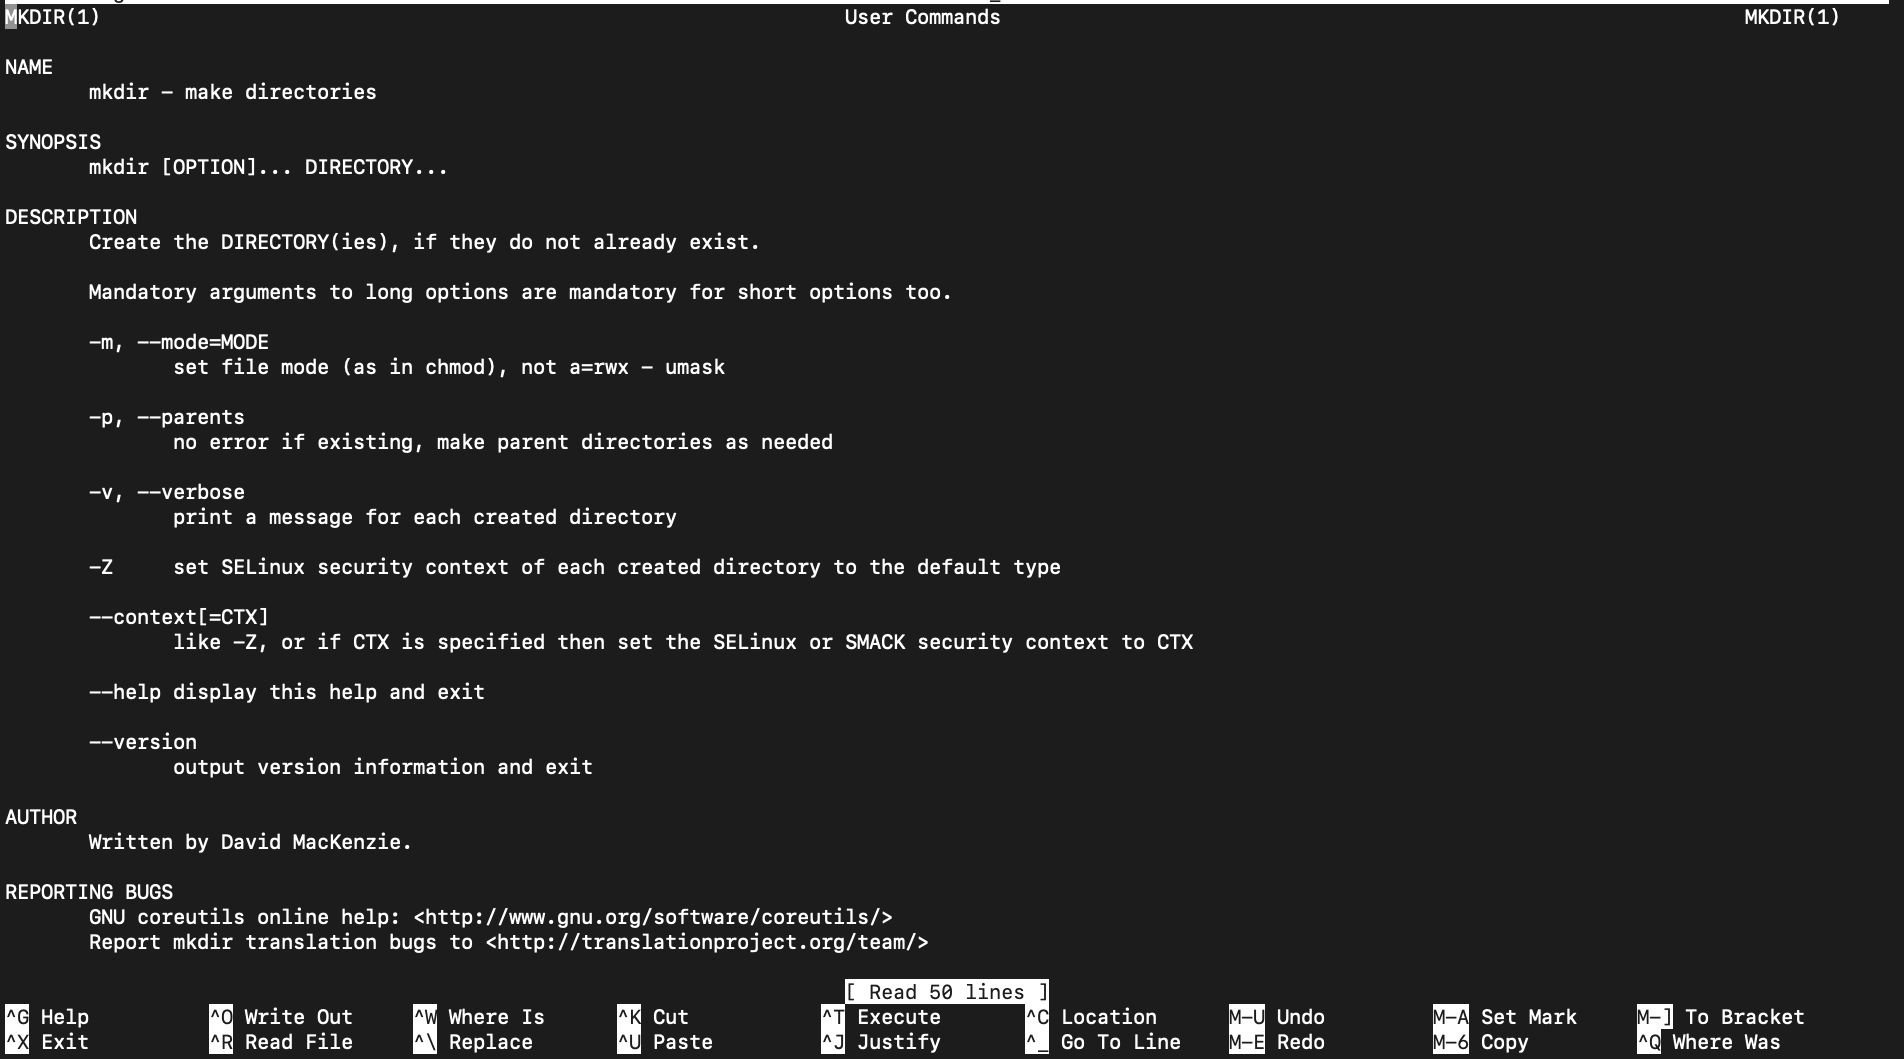 MKDIR(1) User Commands MKDIR(1)
NAME
mkdir - make directories
SYNOPSIS
mkdir [OPTION]... DIRECTORY...
DESCRIPTION
Create the DIRECTORY(ies), if they do not already exist.
Mandatory arguments to long options are mandatory for short options too.
-m, --mode=MODE
set file mode (as in chmod), not a=rwx - umask
-p, --parents
no error if existing, make parent directories as needed
-v, --verbose
print a message for each created directory
-Z set SELinux security context of each created directory to the default type
--context[=CTX]
like -Z, or if CTX is specified then set the SELinux or SMACK security context to CTX
--help display this help and exit
--version
output version information and exit
AUTHOR
Written by David MacKenzie.
REPORTING BUGS
GNU coreutils online help: <http://www.gnu.org/software/coreutils/>
Report mkdir translation bugs to <http://translationproject.org/team/>
[ Read 50 lines ]
^G Help ^O Write Out ^W Where Is ^K Cut ^T Execute ^C Location M-U Undo M-A Set Mark M-] To Bracket
^X Exit ^R Read File ^\ Replace ^U Paste ^J Justify ^_ Go To Line M-E Redo M-6 Copy ^Q Where Was